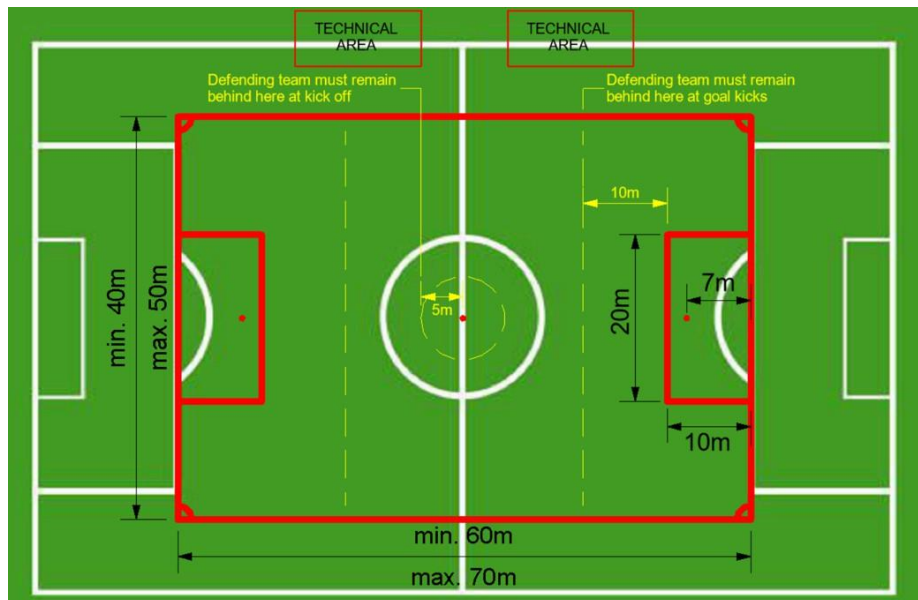 TECHNICAL
AREA
TECHNICAL
AREA
Defending team must remain
behind here at kick off
Defending team must remain
behind here at goal kicks
10m
min. 40m
max. 50m
5m
20m
7m
10m
min. 60m
max. 70m